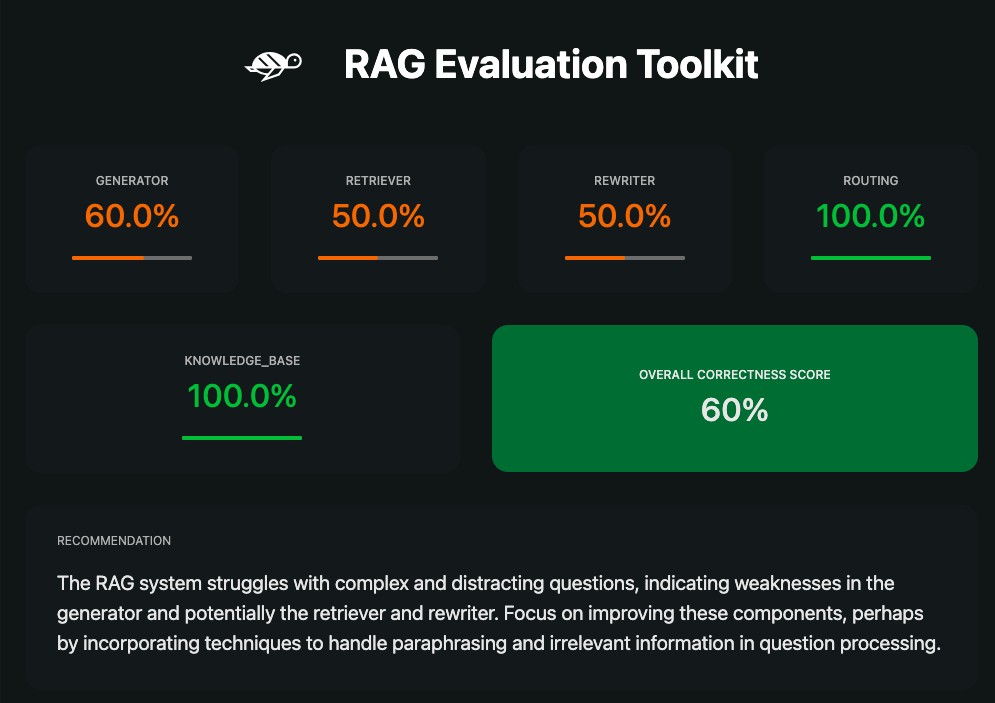 RAG Evaluation Toolkit
GENERATOR
60.0%
RETRIEVER
50.0%
REWRITER
50.0%
ROUTING
100.0%
KNOWLEDGE_BASE
100.0%
OVERALL CORRECTNESS SCORE
60%
RECOMMENDATION
The RAG system struggles with complex and distracting questions, indicating weaknesses in the
generator and potentially the retriever and rewriter. Focus on improving these components, perhaps
by incorporating techniques to handle paraphrasing and irrelevant information in question processing.